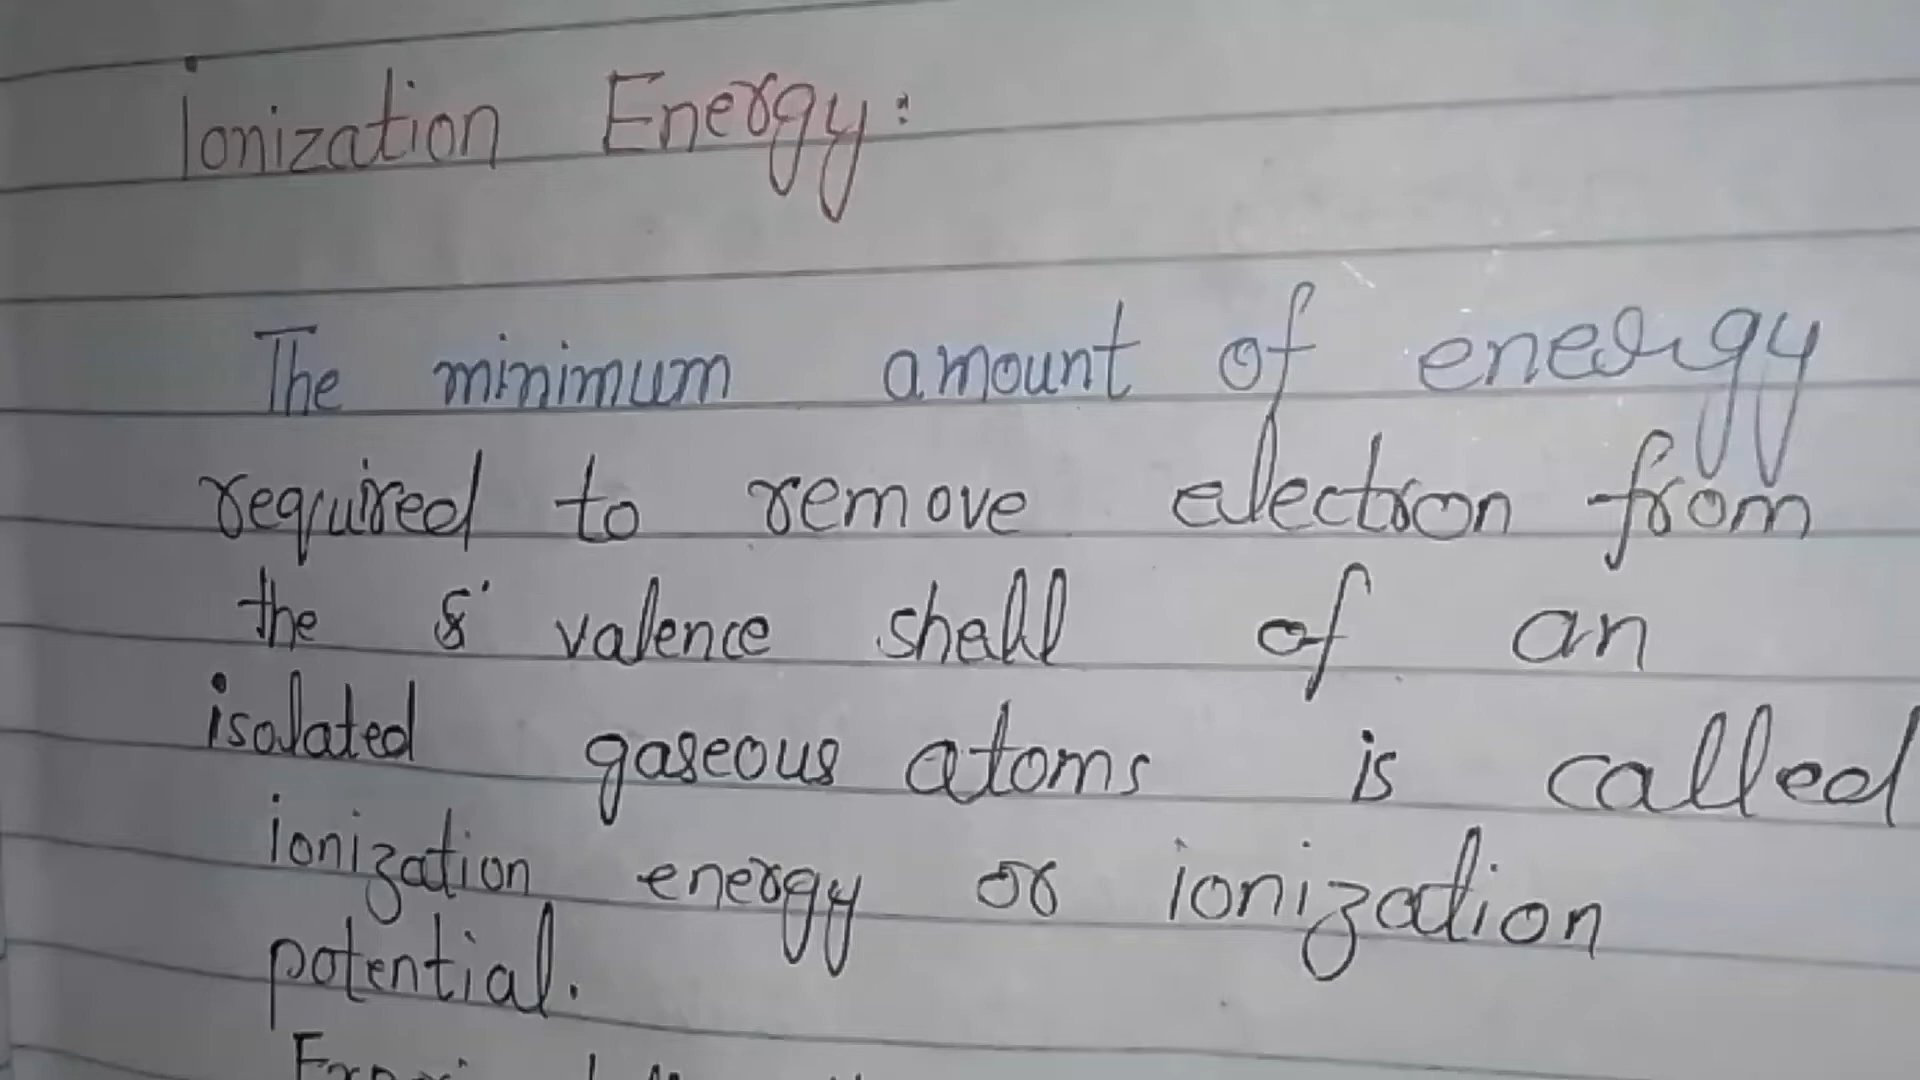 Ionization Energy:
The minimum amount of energy
required to remove electron from
the valence shell of an
isolated gaseous atoms is called
ionization energy or ionization
potential.